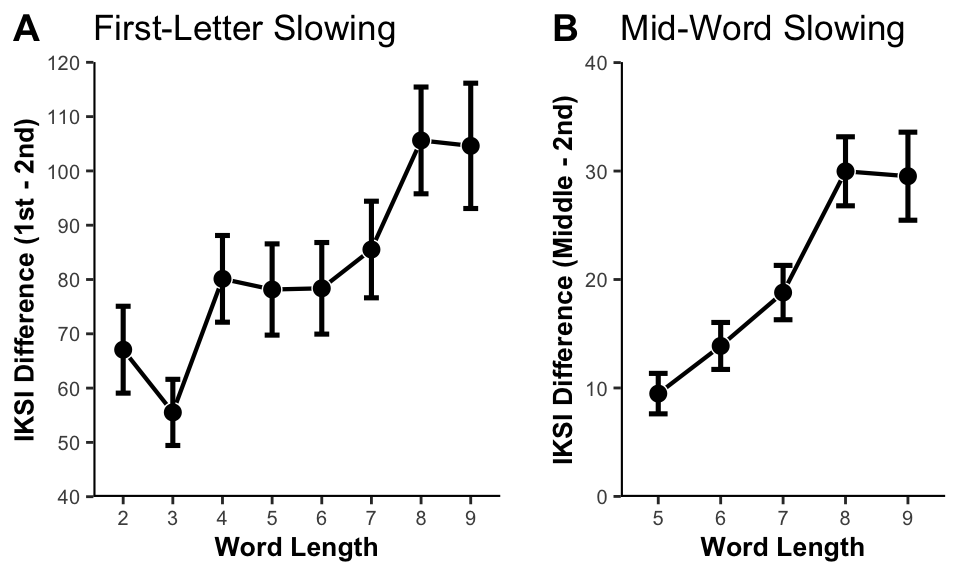 A First-Letter Slowing
IKSI Difference (1st - 2nd)
120
110
100
90
80
70
60
50
40
2 3 4 5 6 7 8 9
Word Length
B Mid-Word Slowing
IKSI Difference (Middle - 2nd)
40
30
20
10
0
5 6 7 8 9
Word Length